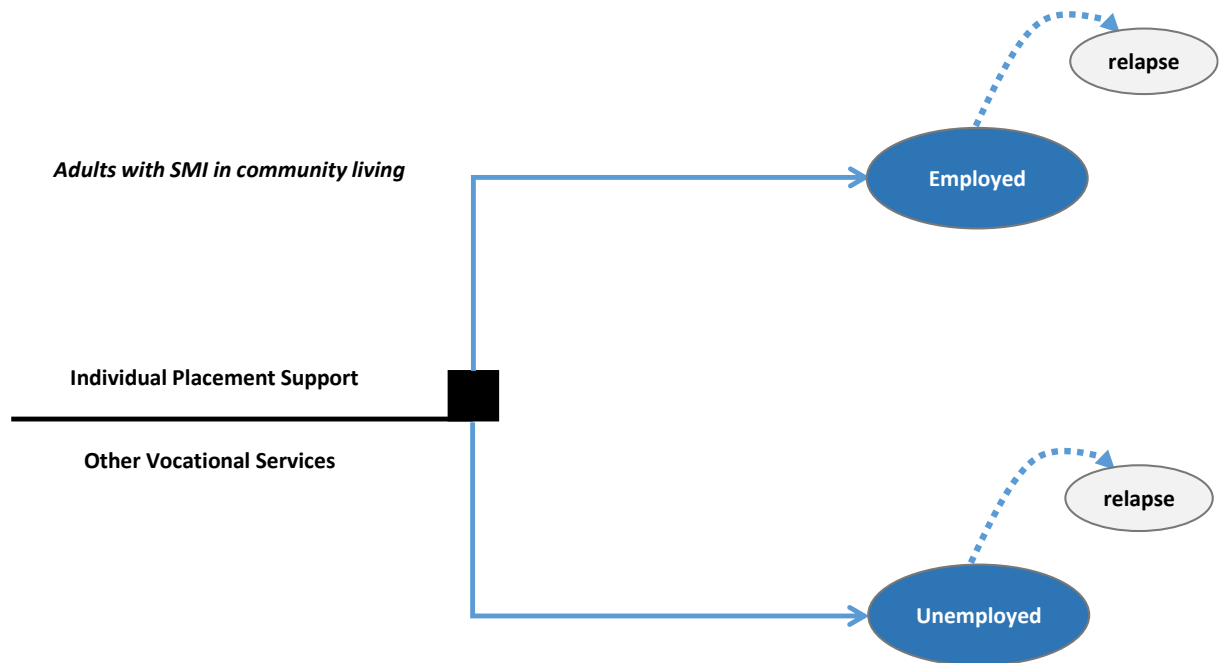 relapse
Adults with SMI in community living
Employed
Individual Placement Support
Other Vocational Services
relapse
Unemployed